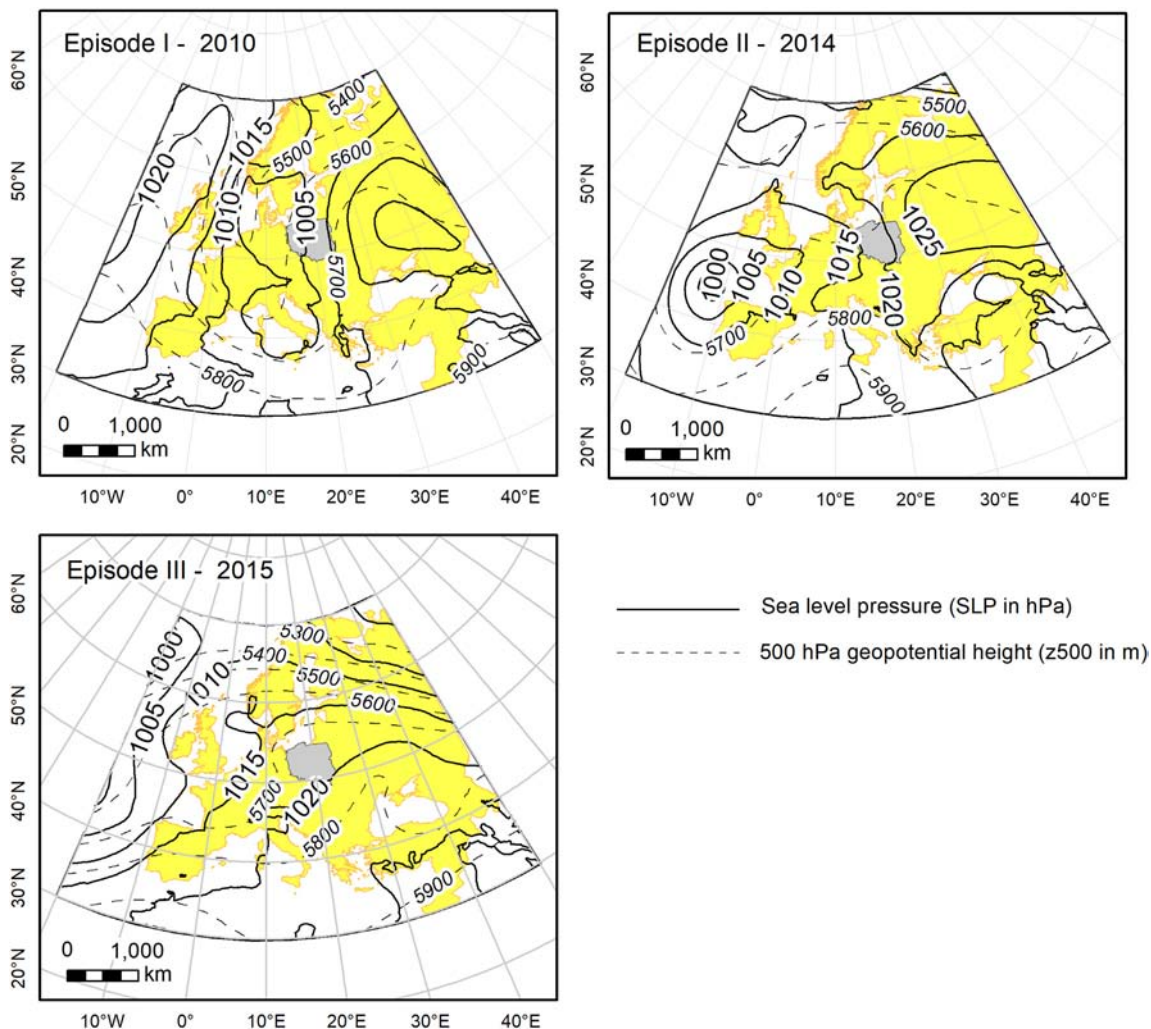 Episode I - 2010
60°N
50°N
40°N
30°N
20°N
1020
1015
1010
1005
5400
5500
5600
5700
5800
5900
0 1,000
km
10°W 0° 10°E 20°E 30°E 40°E
Episode II - 2014
60°N
50°N
40°N
30°N
20°N
5500
5600
1025
1000
1005
1010
1015
1020
5700
5800
5900
0 1,000
km
10°W 0° 10°E 20°E 30°E 40°E
Episode III - 2015
60°N
50°N
40°N
30°N
20°N
1000
1005
1010
5300
5400
5500
5600
1015
5700
1020
5800
5900
0 1,000
km
10°W 0° 10°E 20°E 30°E 40°E
Sea level pressure (SLP in hPa)
500 hPa geopotential height (z500 in m)